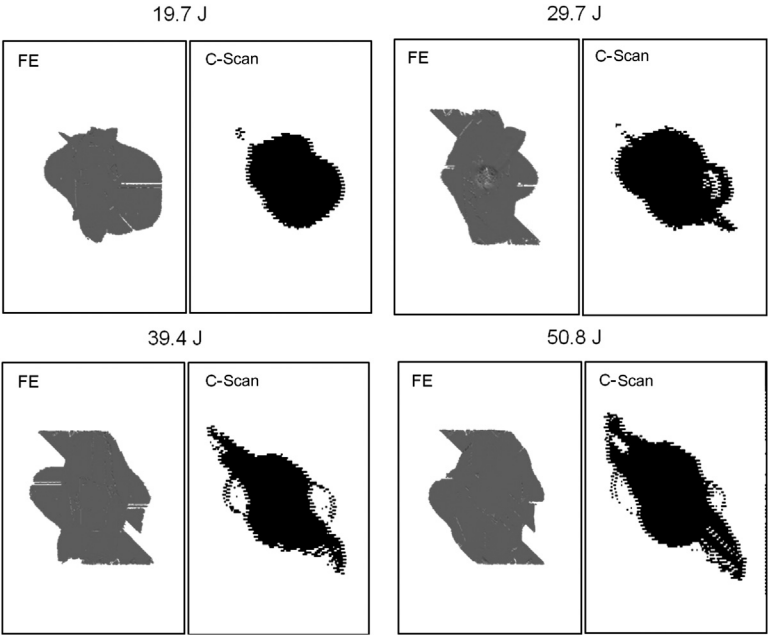 19.7 J
29.7 J
FE
C-Scan
FE
C-Scan
39.4 J
50.8 J
FE
C-Scan
FE
C-Scan